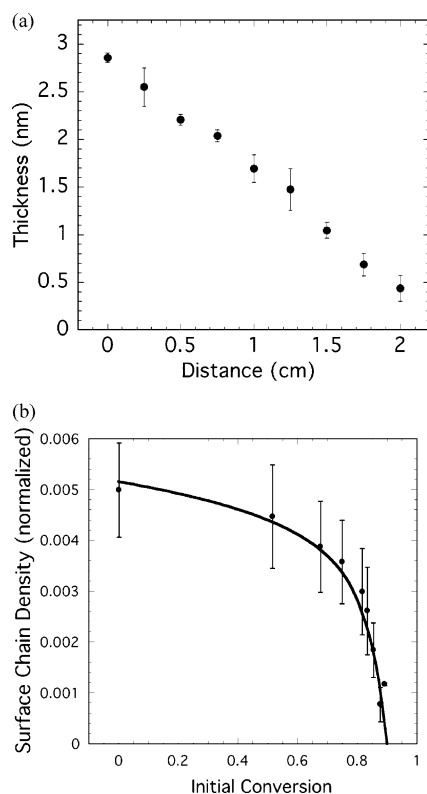 (a)
3
2.5
2
1.5
1
0.5
0
Thickness (nm)
0 0.5 1 1.5 2
Distance (cm)
(b)
0.006
0.005
0.004
0.003
0.002
0.001
0
Surface Chain Density (normalized)
0 0.2 0.4 0.6 0.8 1
Initial Conversion